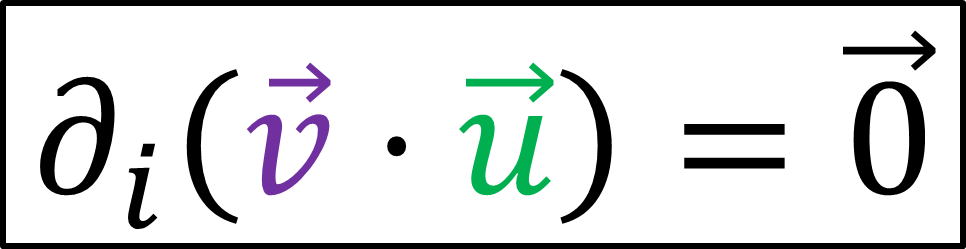 ∂ᵢ(v⃗ · u⃗) = 0⃗